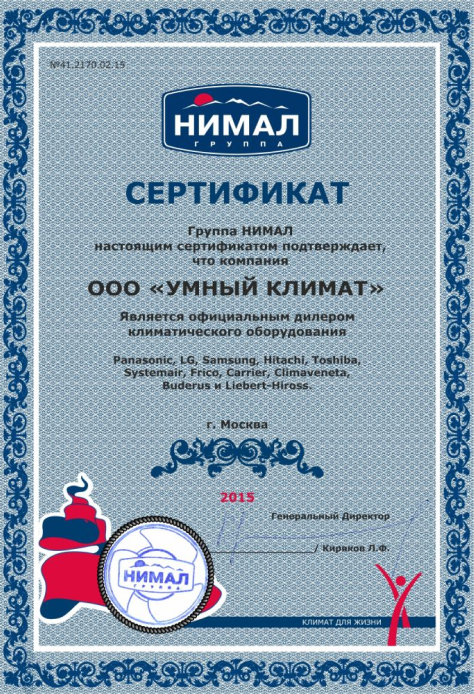 №41.2170.02.15
НИМАЛ
ГРУППА
СЕРТИФИКАТ
Группа НИМАЛ
настоящим сертификатом подтверждает,
что компания
ООО «УМНЫЙ КЛИМАТ»
Является официальным дилером
климатического оборудования
Panasonic, LG, Samsung, Hitachi, Toshiba,
Systemair, Frico, Carrier, Climaveneta,
Buderus и Liebert-Hiross.
г. Москва
2015
Генеральный Директор
/ Киряков Л.Ф.
НИМАЛ
ГРУППА
КЛИМАТ ДЛЯ ЖИЗНИ